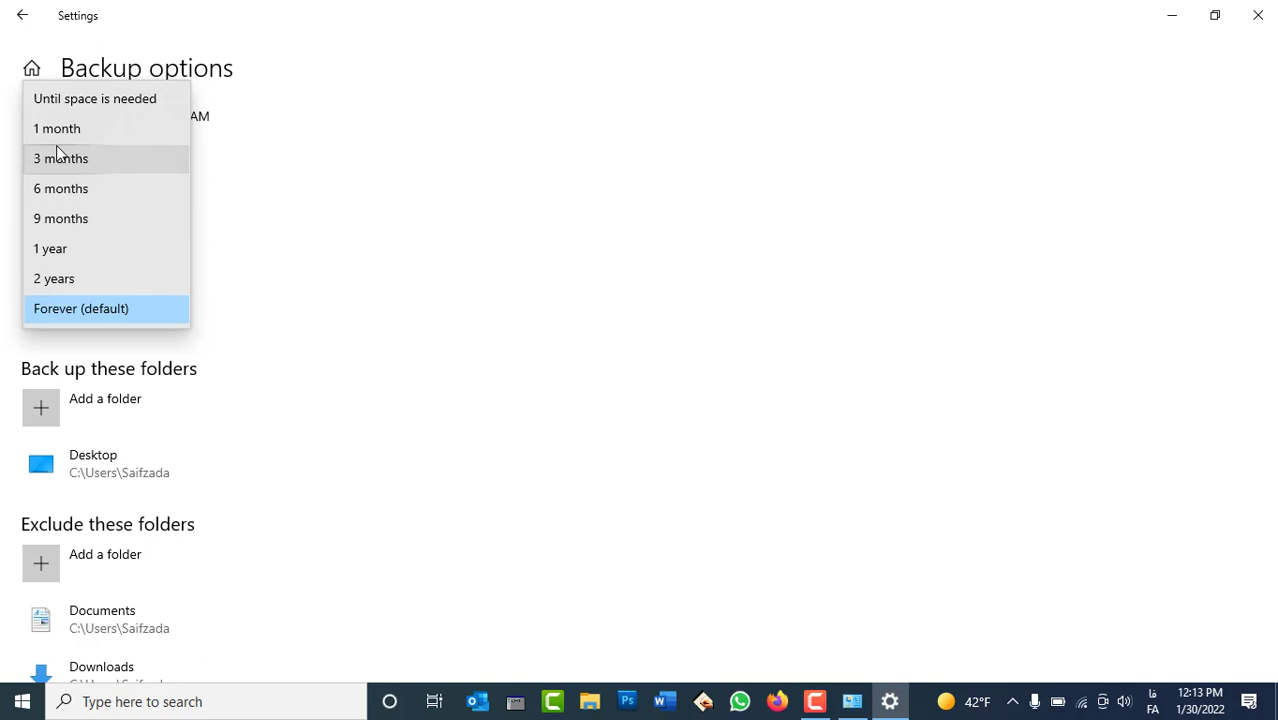 Settings
Backup options
Until space is needed
AM
1 month
3 months
6 months
9 months
1 year
2 years
Forever (default)
Back up these folders
Add a folder
Desktop
C:\Users\Saifzada
Exclude these folders
Add a folder
Documents
C:\Users\Saifzada
Downloads
Type here to search
Ps
42°F
فا
FA
12:13 PM
1/30/2022